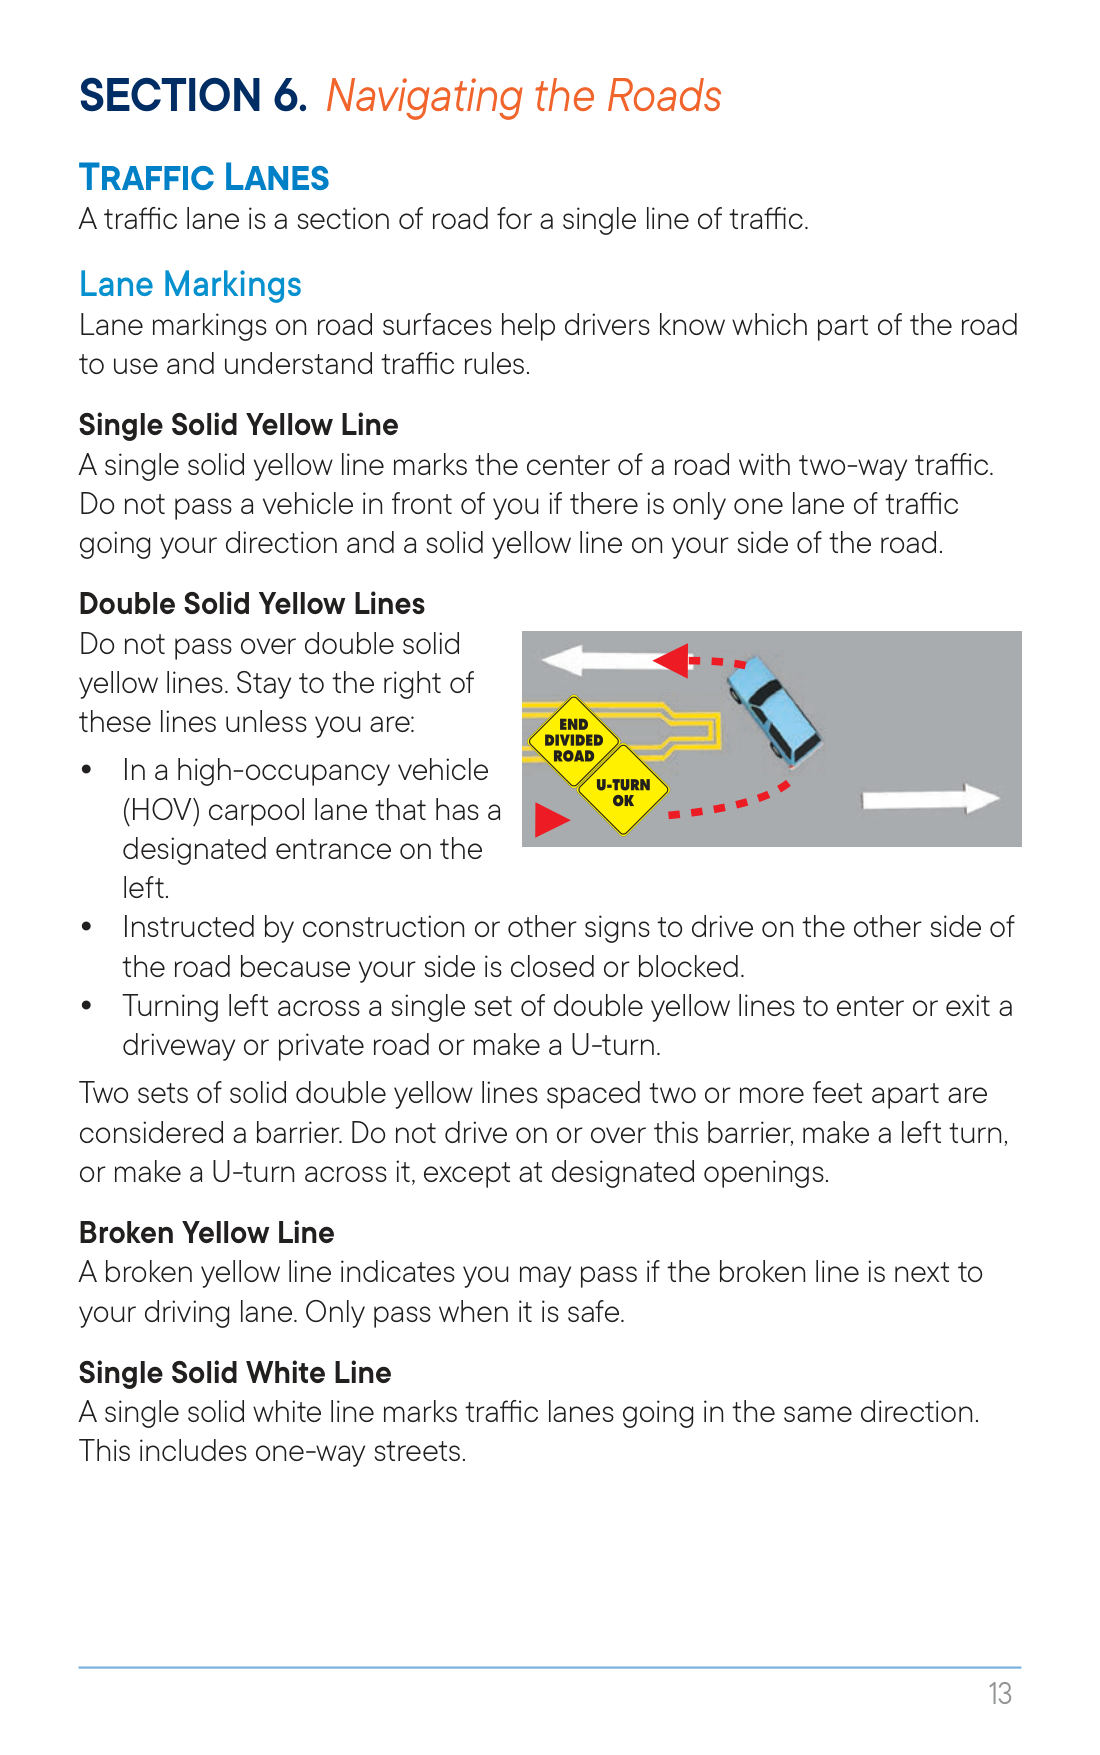 SECTION 6. Navigating the Roads
TRAFFIC LANES
A traffic lane is a section of road for a single line of traffic.
Lane Markings
Lane markings on road surfaces help drivers know which part of the road
to use and understand traffic rules.
Single Solid Yellow Line
A single solid yellow line marks the center of a road with two-way traffic.
Do not pass a vehicle in front of you if there is only one lane of traffic
going your direction and a solid yellow line on your side of the road.
Double Solid Yellow Lines
Do not pass over double solid
yellow lines. Stay to the right of
these lines unless you are:
• In a high-occupancy vehicle
(HOV) carpool lane that has a
designated entrance on the
left.
END
DIVIDED
ROAD
U-TURN
OK
• Instructed by construction or other signs to drive on the other side of
the road because your side is closed or blocked.
• Turning left across a single set of double yellow lines to enter or exit a
driveway or private road or make a U-turn.
Two sets of solid double yellow lines spaced two or more feet apart are
considered a barrier. Do not drive on or over this barrier, make a left turn,
or make a U-turn across it, except at designated openings.
Broken Yellow Line
A broken yellow line indicates you may pass if the broken line is next to
your driving lane. Only pass when it is safe.
Single Solid White Line
A single solid white line marks traffic lanes going in the same direction.
This includes one-way streets.
13